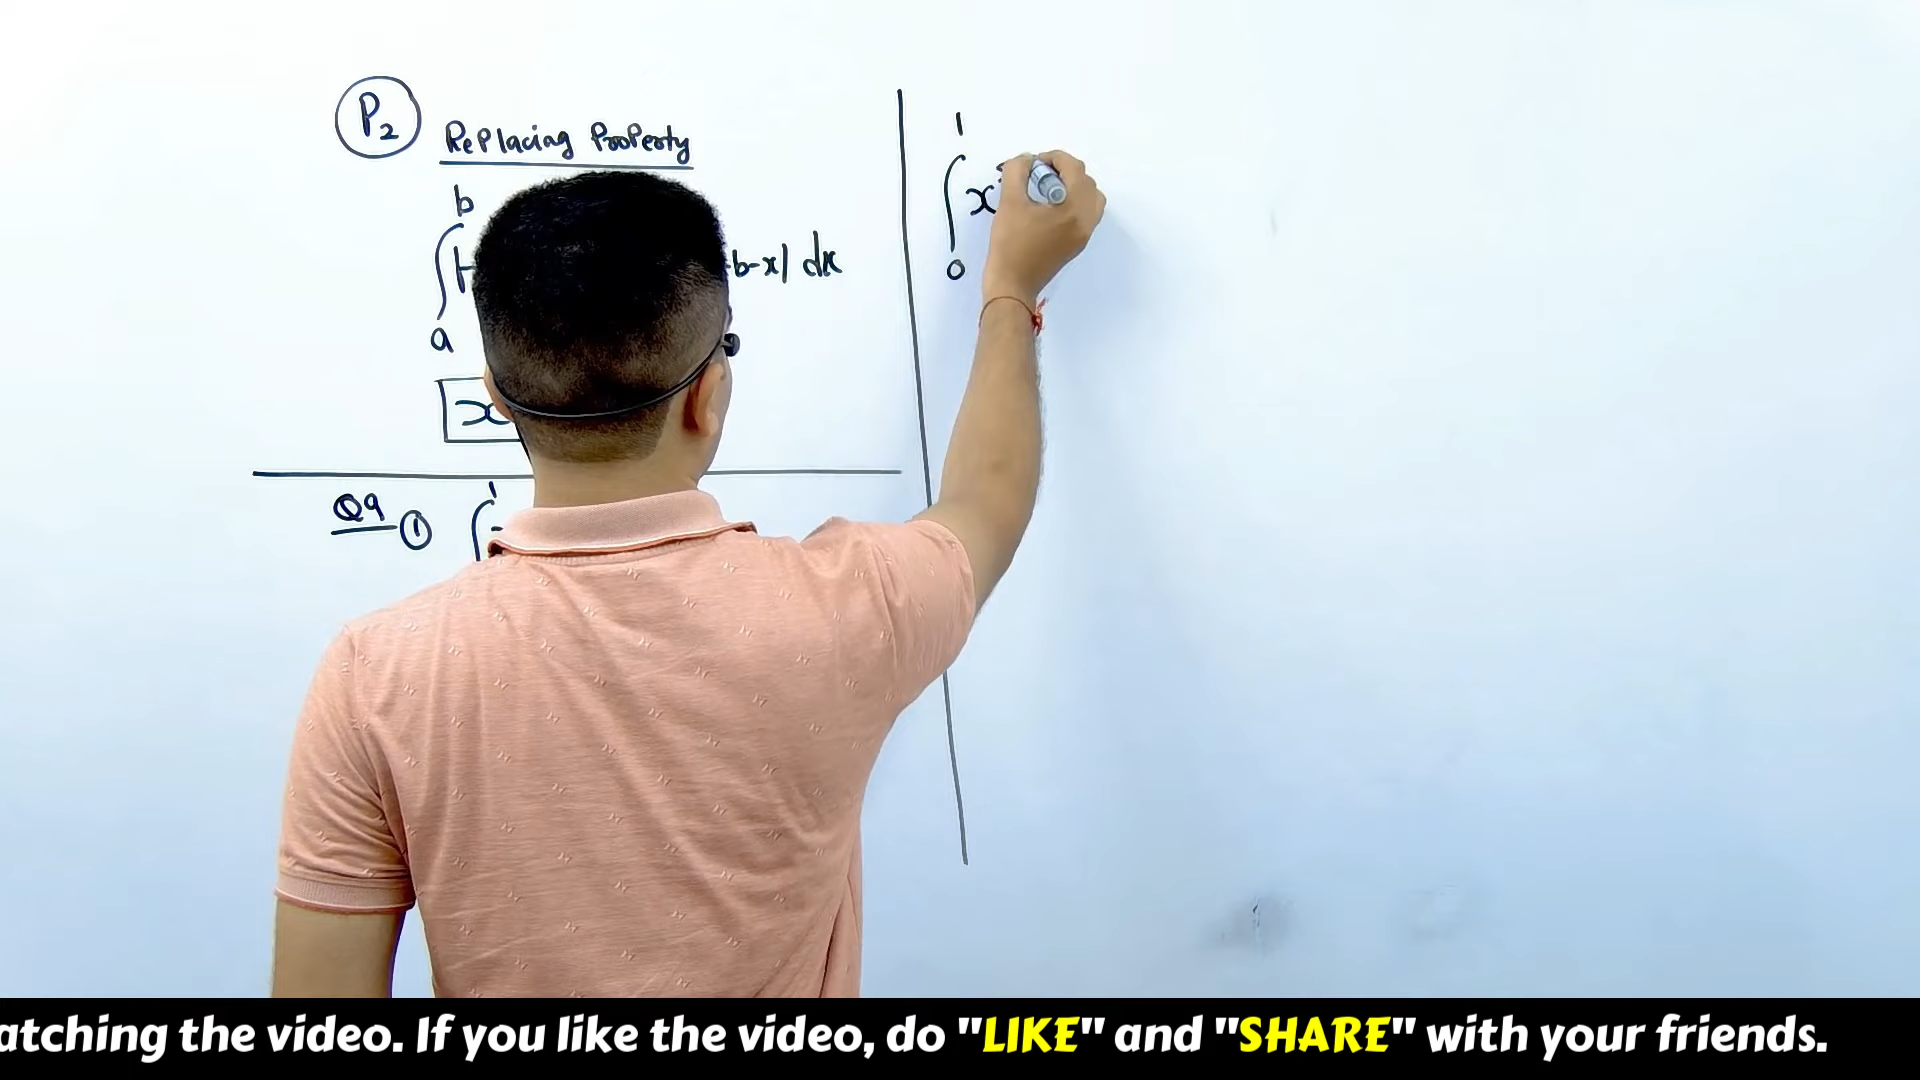 P₂ Replacing Property
b
∫
-b-x) dx
a
x
Q9 ① ∫
1
1
∫ x
0
atching the video. If you like the video, do "LIKE" and "SHARE" with your friends.